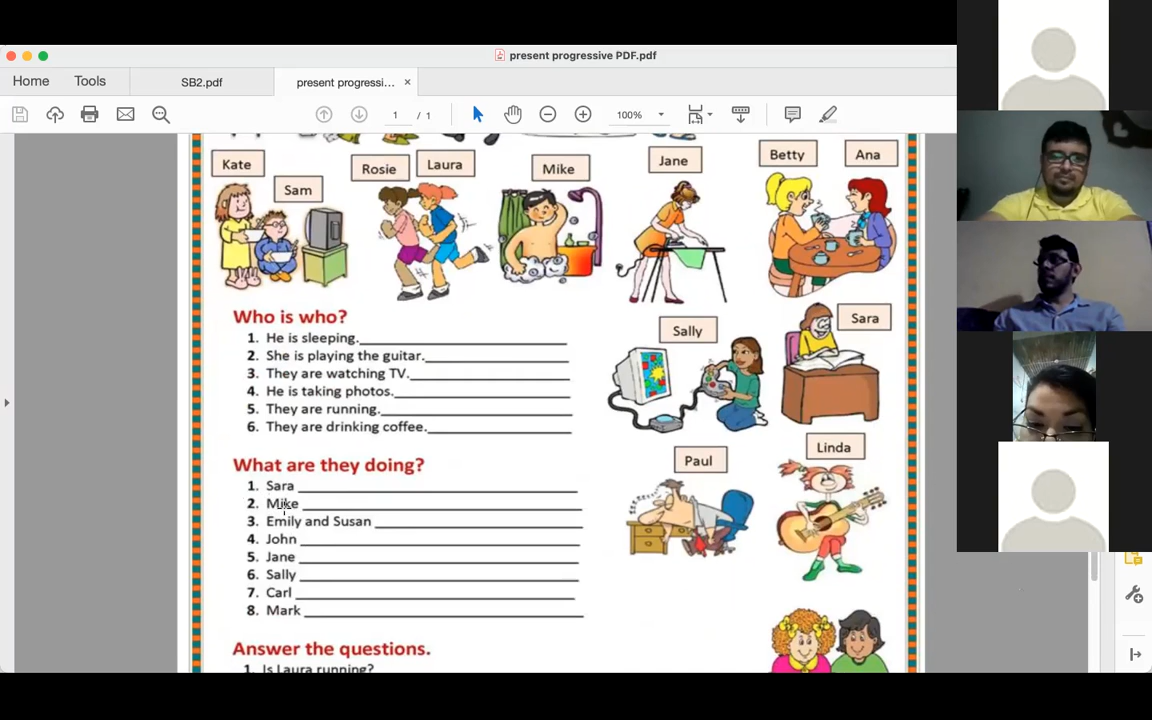 present progressive PDF.pdf
Home Tools SB2.pdf present progressi... ×
1 / 1 100%
Kate Rosie Laura Mike Jane Betty Ana
Sam
Who is who?
1. He is sleeping.
2. She is playing the guitar.
3. They are watching TV.
4. He is taking photos.
5. They are running.
6. They are drinking coffee.
Sally
Sara
What are they doing?
1. Sara
2. Mike
3. Emily and Susan
4. John
5. Jane
6. Sally
7. Carl
8. Mark
Paul
Linda
Answer the questions.
1. Is Laura running?